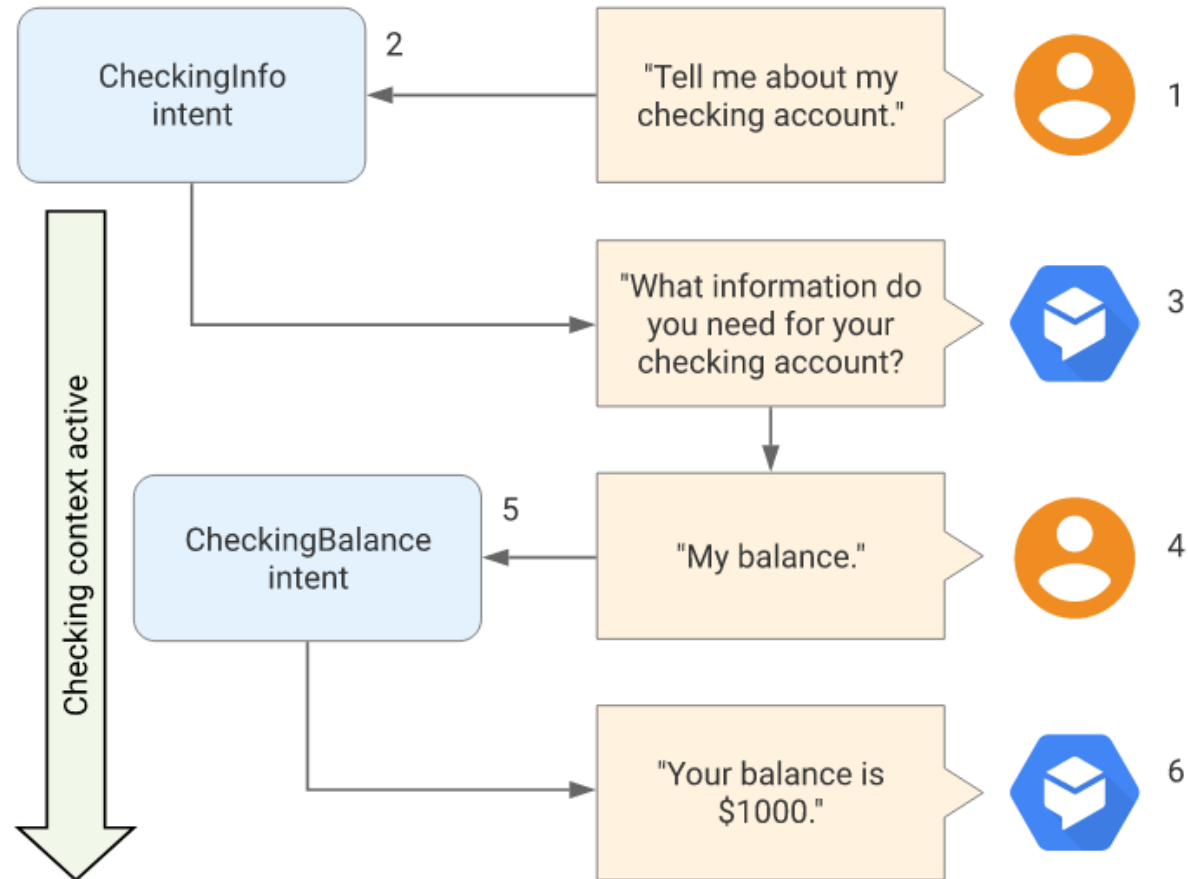 CheckingInfo
intent
2
"Tell me about my
checking account."
1
"What information do
you need for your
checking account?
3
Checking context active
CheckingBalance
intent
5
"My balance."
4
"Your balance is
$1000."
6